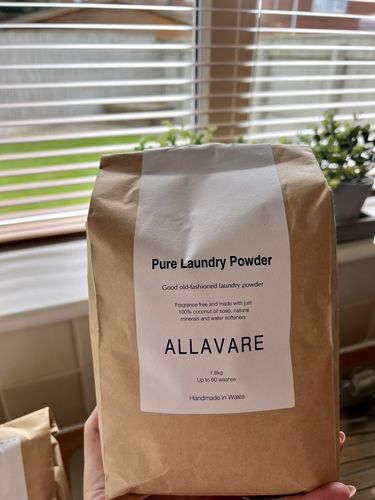 Pure Laundry Powder
Good old-fashioned laundry powder
Fragrance free and made with just
100% coconut oil soap, natural
minerals and water softeners
ALLAVARE
1.8kg
Up to 60 washes
Handmade in Wales